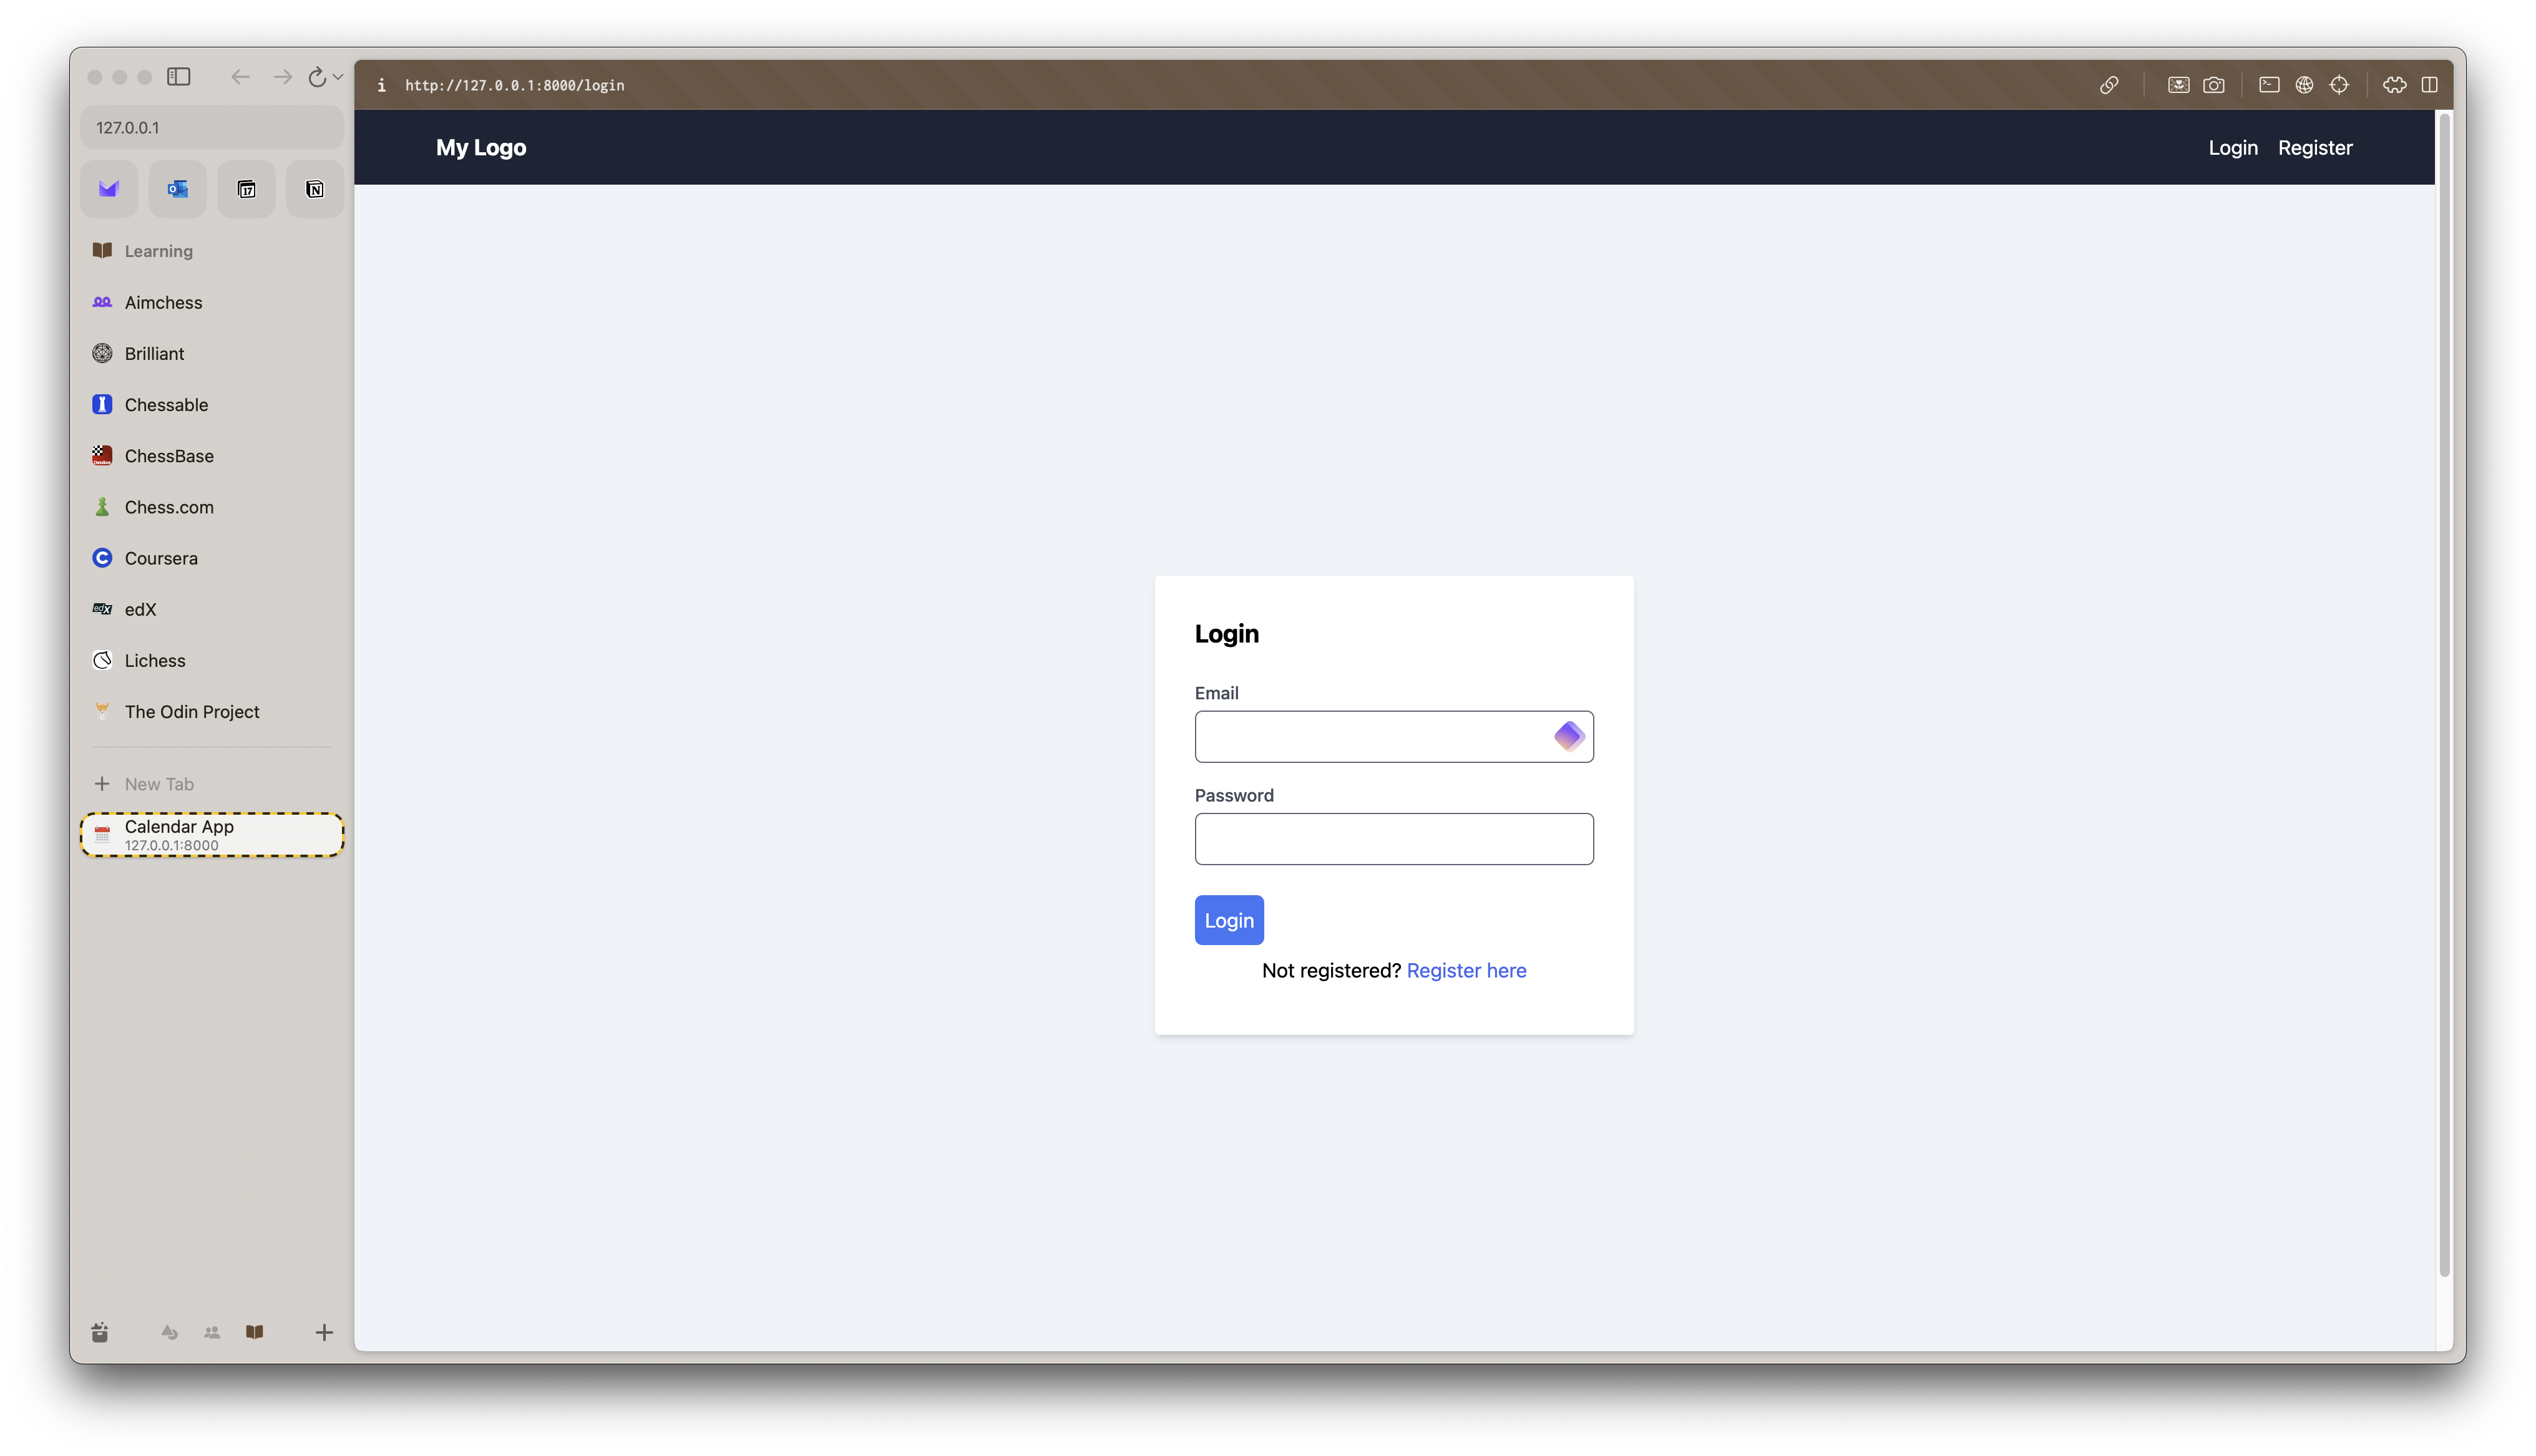 127.0.0.1
17
N
Learning
Aimchess
Brilliant
Chessable
ChessBase
Chess.com
Coursera
edX
Lichess
The Odin Project
New Tab
Calendar App
127.0.0.1:8000
http://127.0.0.1:8000/login
My Logo
Login Register
Login
Email
Password
Login
Not registered? Register here